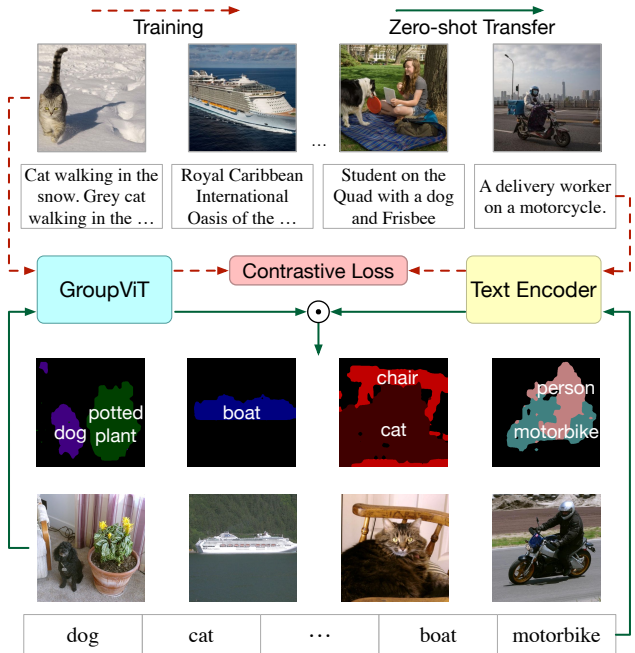 Training
Zero-shot Transfer
...
Cat walking in the
snow. Grey cat
walking in the ...
Royal Caribbean
International
Oasis of the ...
Student on the
Quad with a dog
and Frisbee
A delivery worker
on a motorcycle.
GroupViT
Contrastive Loss
Text Encoder
dog
potted
plant
boat
chair
cat
person
motorbike
dog
cat
...
boat
motorbike